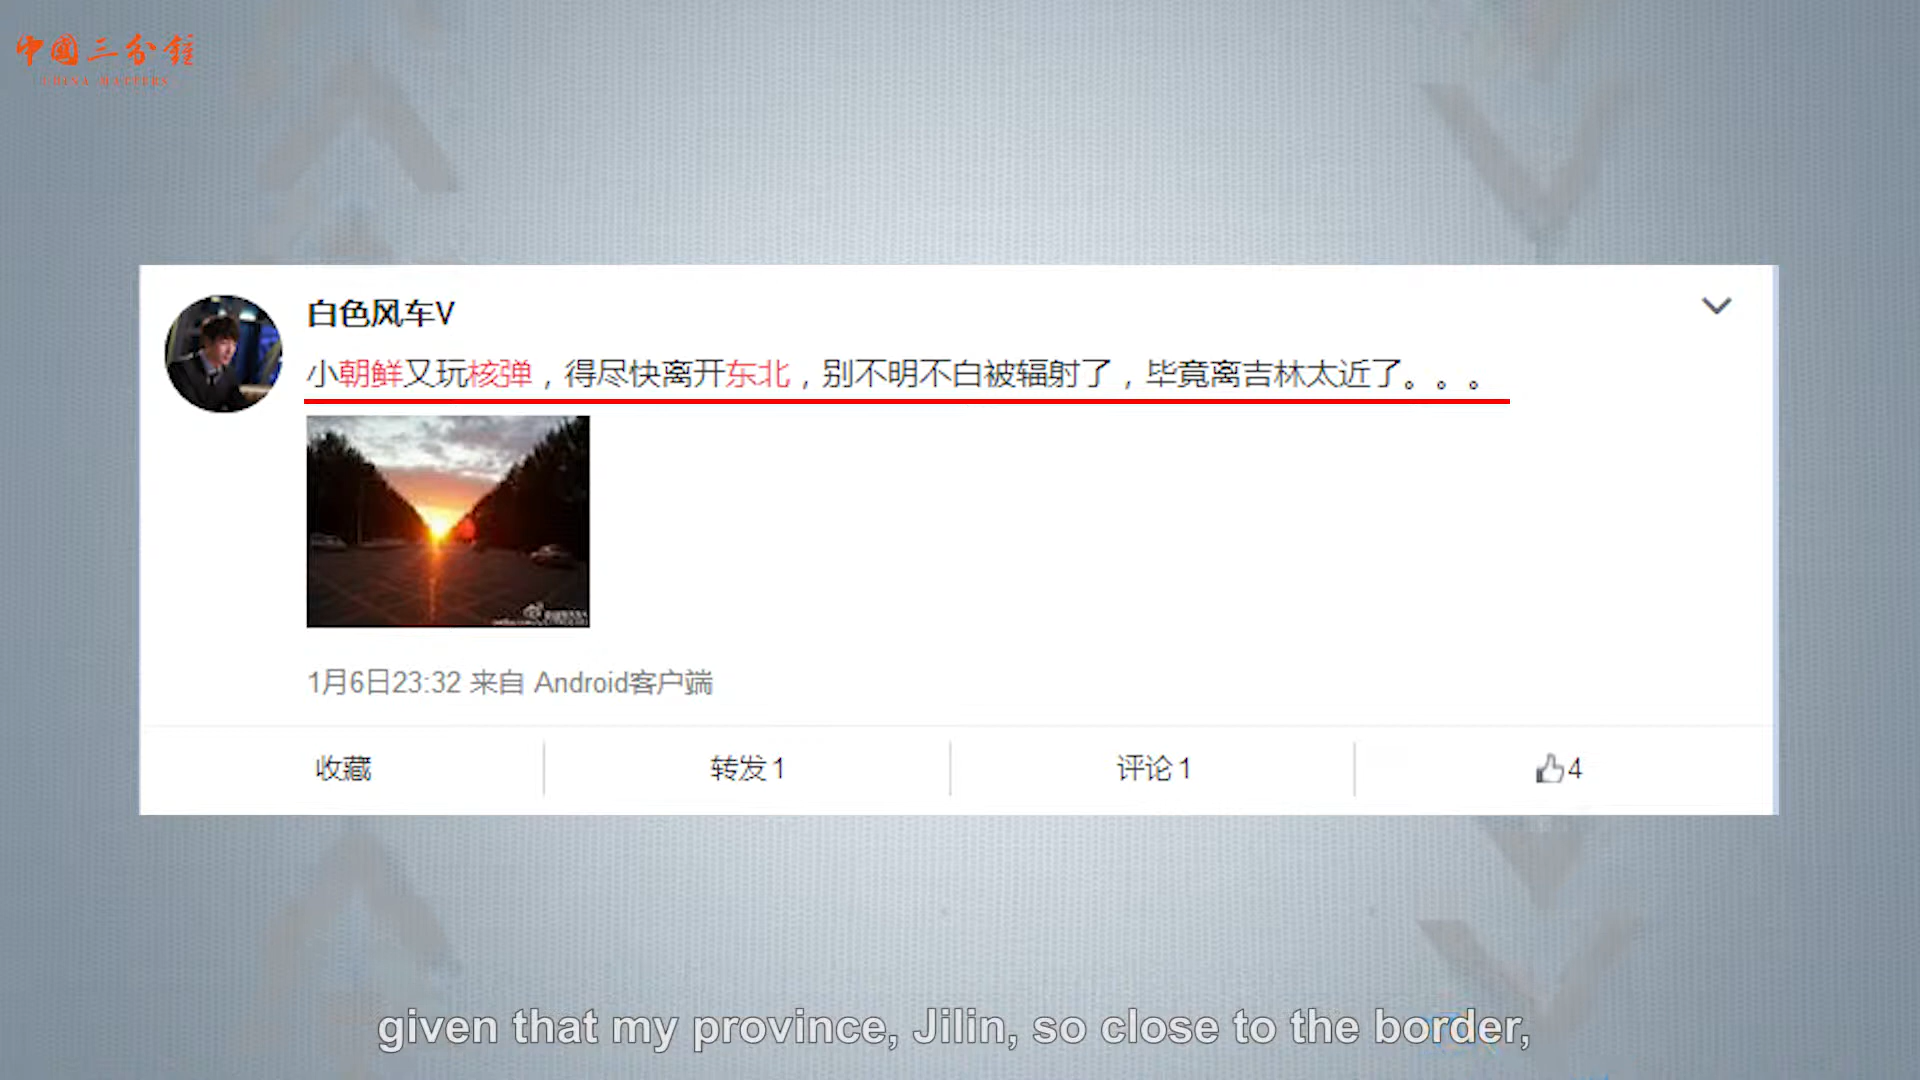 中國三分鐘
CHINA MATTERS
白色风车V
小朝鲜又玩核弹，得尽快离开东北，别不明不白被辐射了，毕竟离吉林太近了。。。
1月6日23:32 来自 Android客户端
收藏 转发1 评论1 4
given that my province, Jilin, so close to the border,